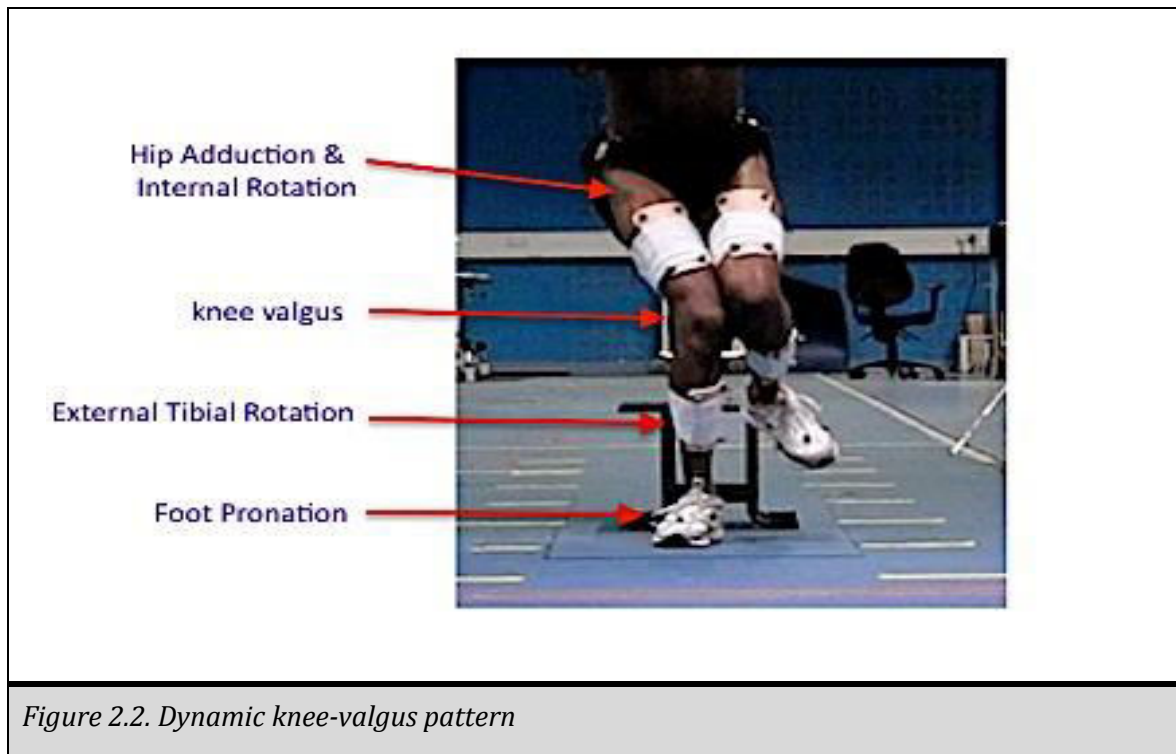 Hip Adduction &
Internal Rotation
knee valgus
External Tibial Rotation
Foot Pronation
Figure 2.2. Dynamic knee-valgus pattern